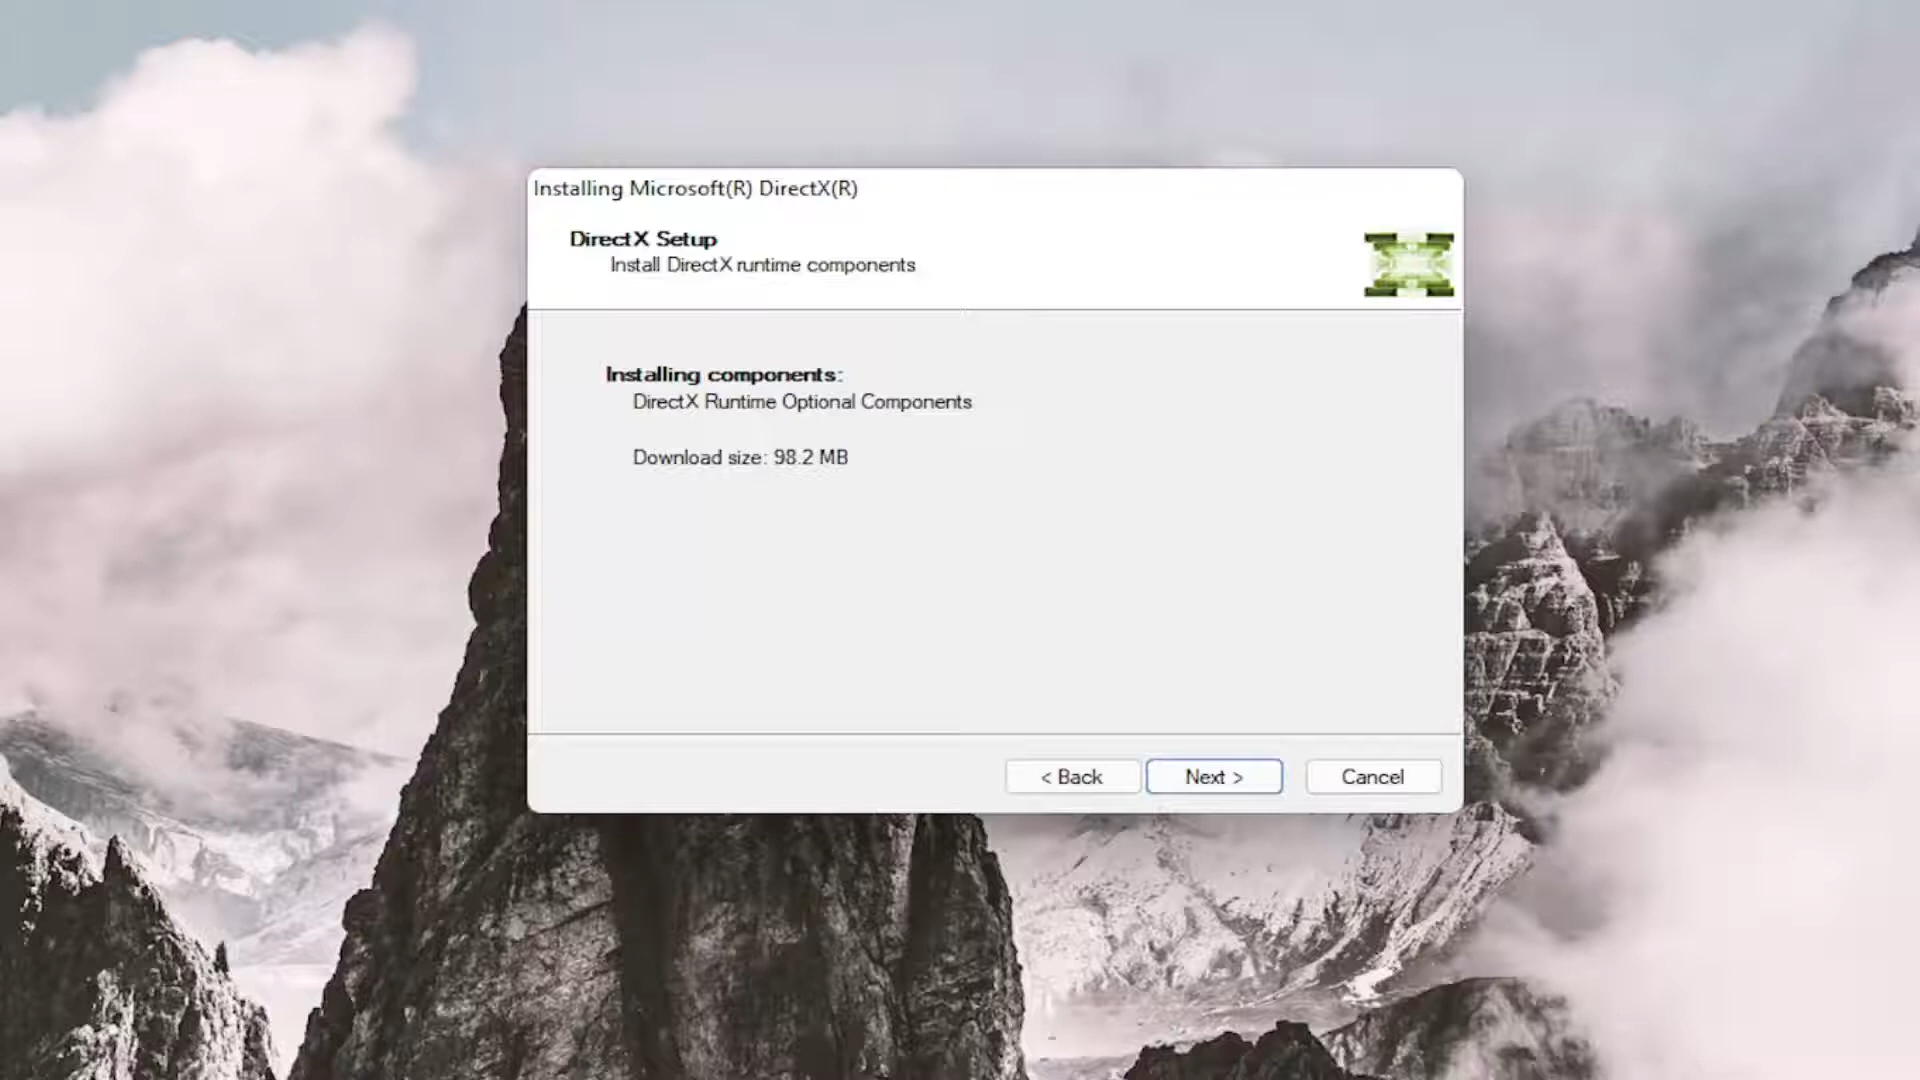 Installing Microsoft(R) DirectX(R)
DirectX Setup
Install DirectX runtime components
Installing components:
DirectX Runtime Optional Components
Download size: 98.2 MB
< Back
Next >
Cancel